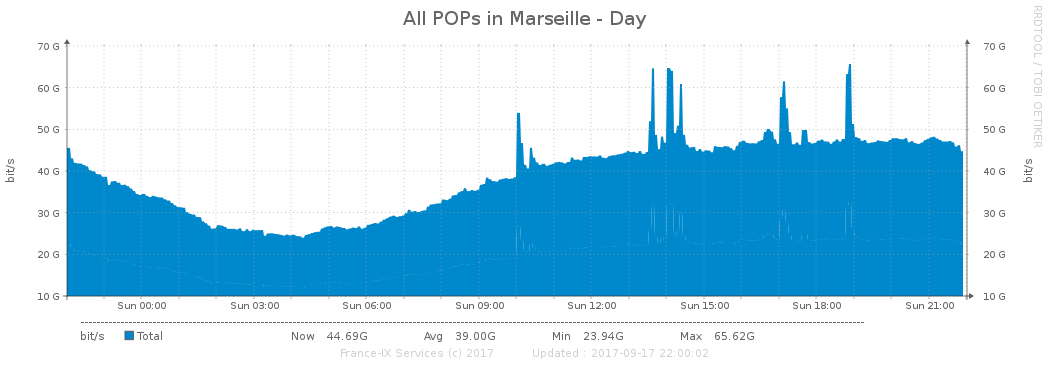 All POPs in Marseille - Day
RRDTOOL / TOBI OETIKER
70 G 70 G
60 G 60 G
50 G 50 G
40 G 40 G
30 G 30 G
20 G 20 G
10 G 10 G
bit/s bit/s
Sun 00:00 Sun 03:00 Sun 06:00 Sun 09:00 Sun 12:00 Sun 15:00 Sun 18:00 Sun 21:00
bit/s Total Now 44.69G Avg 39.00G Min 23.94G Max 65.62G
France-IX Services (c) 2017 Updated : 2017-09-17 22:00:02